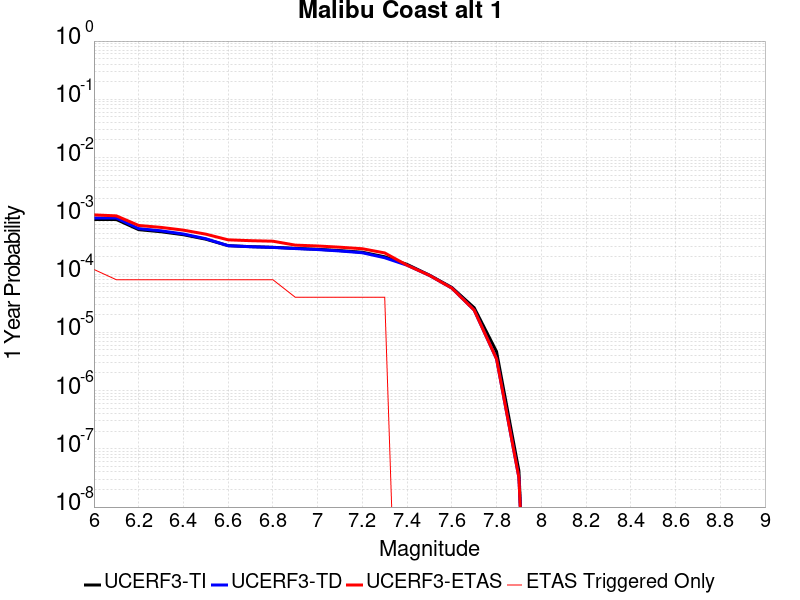 Malibu Coast alt 1
10^0
10^-1
10^-2
10^-3
10^-4
10^-5
10^-6
10^-7
10^-8
1 Year Probability
6 6.2 6.4 6.6 6.8 7 7.2 7.4 7.6 7.8 8 8.2 8.4 8.6 8.8 9
Magnitude
UCERF3-TI UCERF3-TD UCERF3-ETAS ETAS Triggered Only